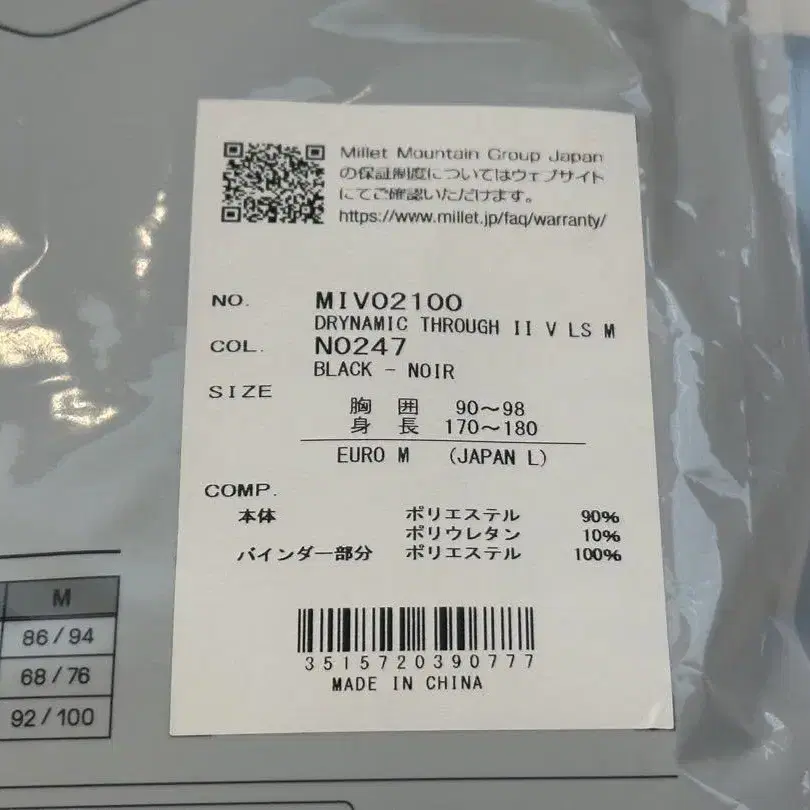 Millet Mountain Group Japan
の保証制度についてはウェブサイト
にてご確認いただけます。
https://www.millet.jp/faq/warranty/
NO. MIV02100
DRYNAMIC THROUGH II V LS M
COL. N0247
BLACK - NOIR
SIZE
胸 囲 90～98
身 長 170～180
EURO M (JAPAN L)
COMP.
本体 ポリエステル 90%
ポリウレタン 10%
バインダー部分 ポリエステル 100%
3515720390777
MADE IN CHINA
M
86/94
68/76
92/100